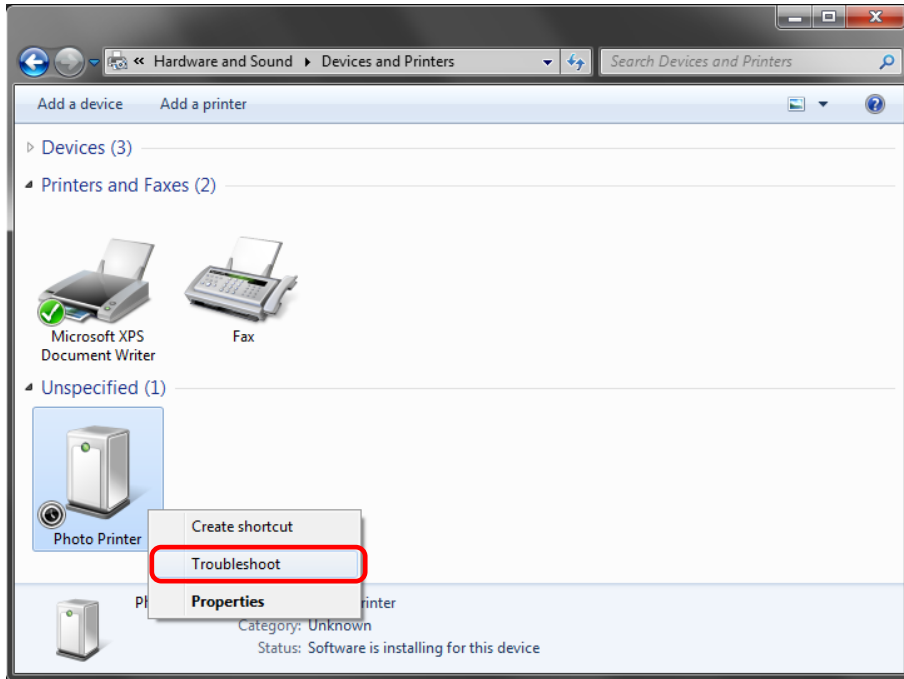 « Hardware and Sound Devices and Printers Search Devices and Printers
Add a device Add a printer
Devices (3)
Printers and Faxes (2)
Microsoft XPS Document Writer
Fax
Unspecified (1)
Photo Printer
Create shortcut
Troubleshoot
Properties
Ph rinter
Category: Unknown
Status: Software is installing for this device